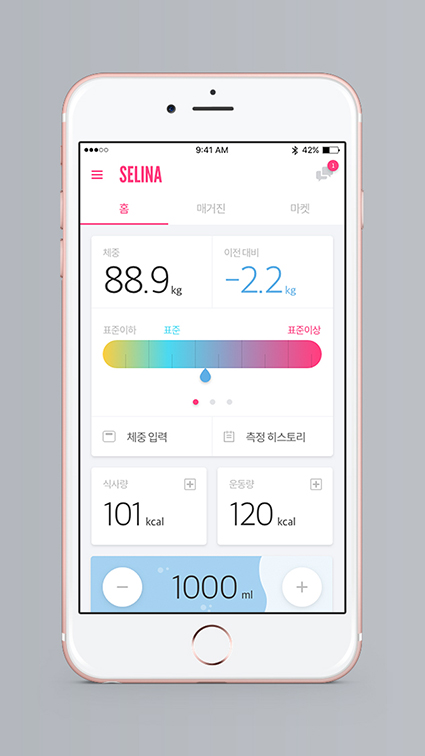 9:41 AM 42%
SELINA 1
홈 매거진 마켓
체중 이전 대비
88.9 kg -2.2 kg
표준이하 표준 표준이상
체중 입력 측정 히스토리
식사량 운동량
101 kcal 120 kcal
1000 ml